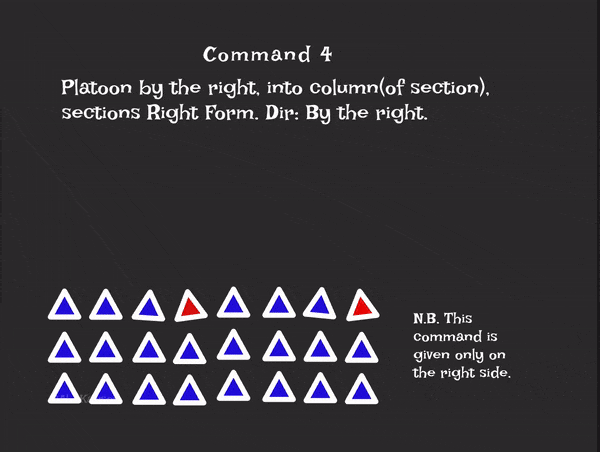 Command 4
Platoon by the right, into column(of section),
sections Right Form. Dir: By the right.
N.B. This
command is
given only on
the right side.